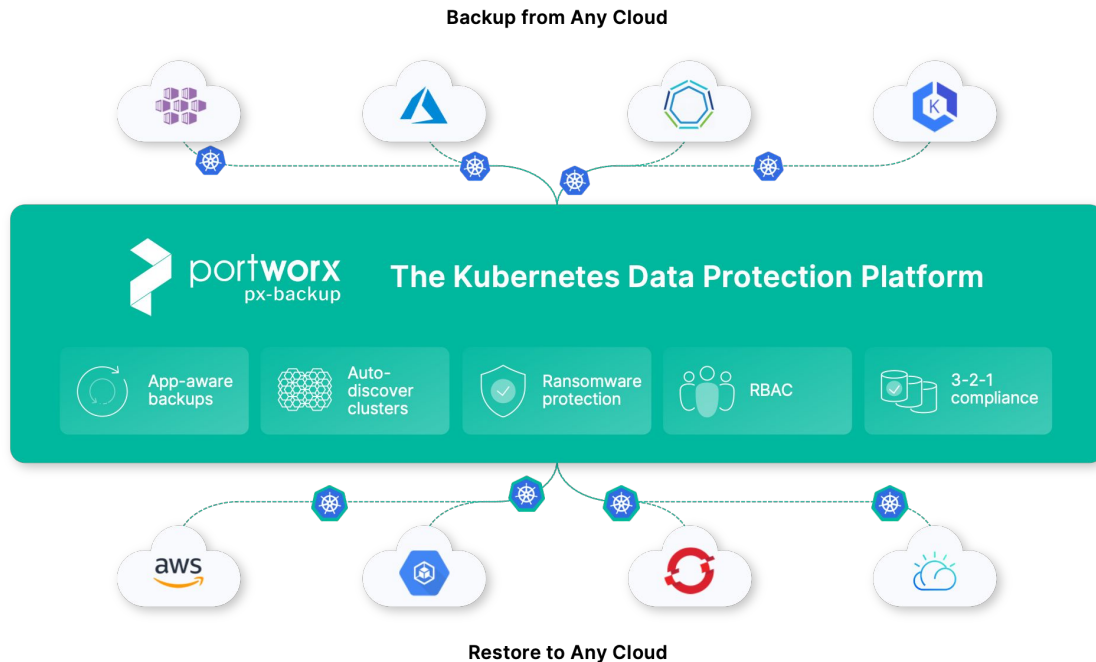 Backup from Any Cloud
K
portworx
px-backup
The Kubernetes Data Protection Platform
App-aware
backups
Auto-
discover
clusters
Ransomware
protection
RBAC
3-2-1
compliance
aws
Restore to Any Cloud